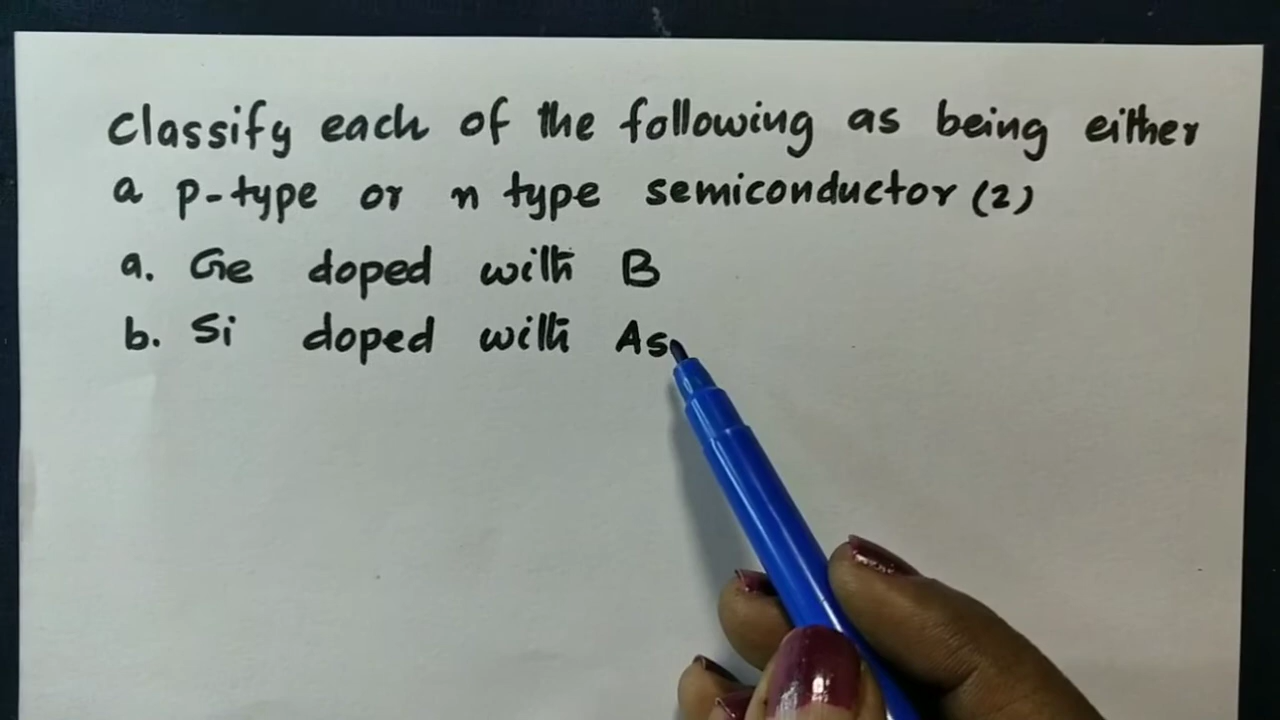 classify each of the following as being either
a p-type or n type semiconductor (2)
a. Ge doped with B
b. Si doped with As